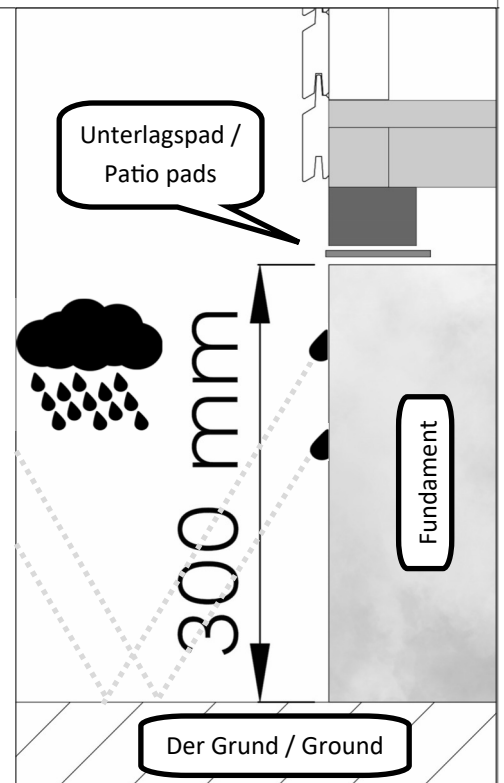 Unterlagspad /
Patio pads
300 mm
Fundament
Der Grund / Ground